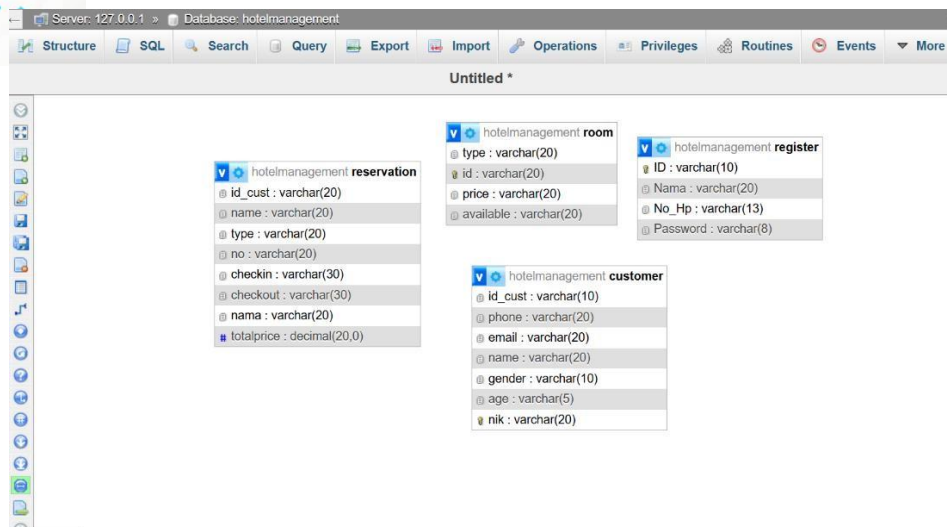 Server: 127.0.0.1 » Database: hotelmanagement
Structure SQL Search Query Export Import Operations Privileges Routines Events More
Untitled *
hotelmanagement reservation
id_cust : varchar(20)
name : varchar(20)
type : varchar(20)
no : varchar(20)
checkin : varchar(30)
checkout : varchar(30)
nama : varchar(20)
# totalprice : decimal(20,0)
hotelmanagement room
type : varchar(20)
id : varchar(20)
price : varchar(20)
available : varchar(20)
hotelmanagement register
ID : varchar(10)
Nama : varchar(20)
No_Hp : varchar(13)
Password : varchar(8)
hotelmanagement customer
id_cust : varchar(10)
phone : varchar(20)
email : varchar(20)
name : varchar(20)
gender : varchar(10)
age : varchar(5)
nik : varchar(20)